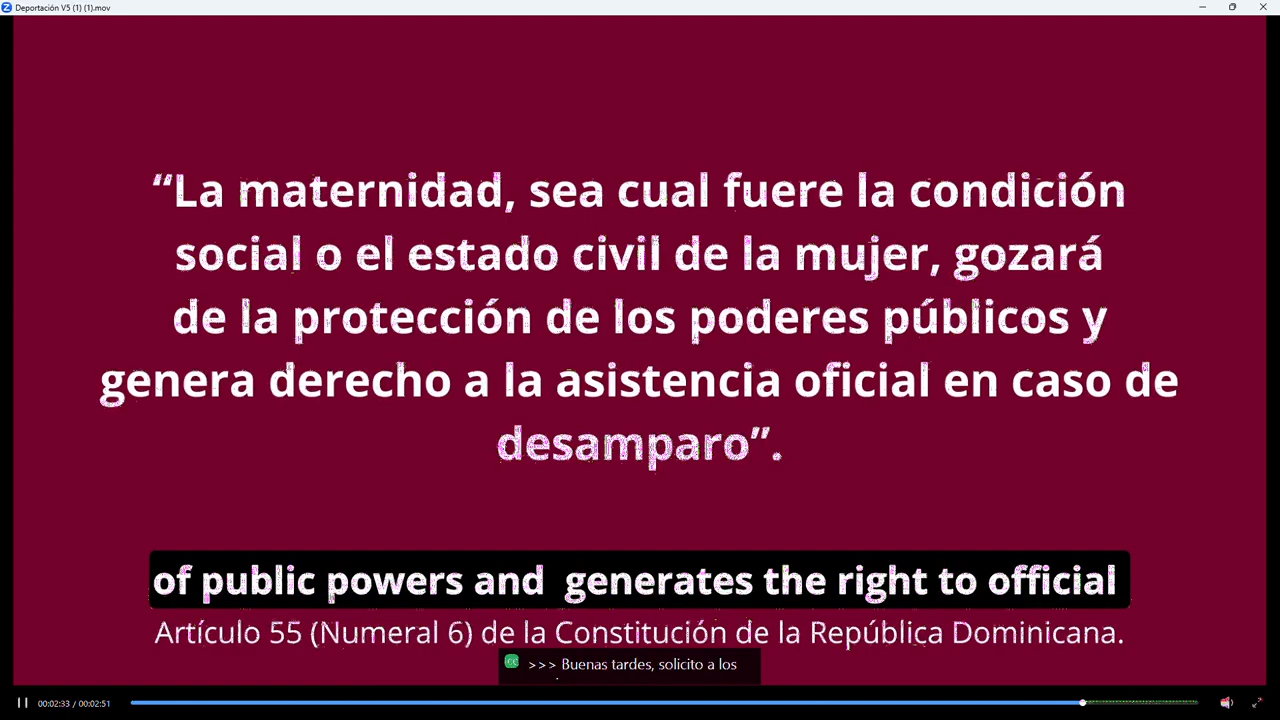 Deportación V5 (1) (1).mov
“La maternidad, sea cual fuere la condición
social o el estado civil de la mujer, gozará
de la protección de los poderes públicos y
genera derecho a la asistencia oficial en caso de
desamparo”.
of public powers and generates the right to official
Artículo 55 (Numeral 6) de la Constitución de la República Dominicana.
>>> Buenas tardes, solicito a los
00:02:33 / 00:02:51